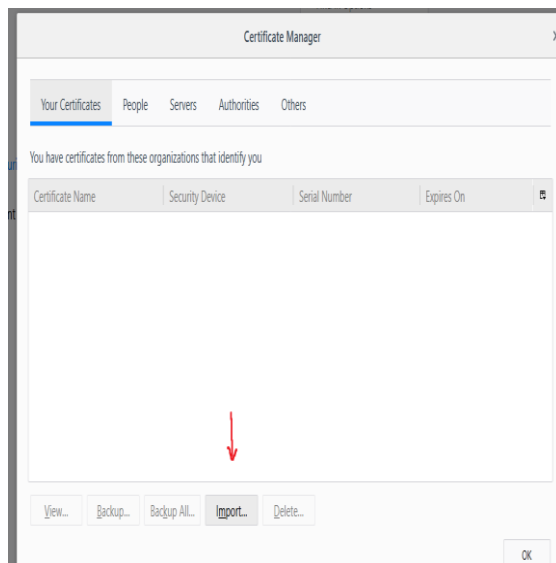 Certificate Manager
Your Certificates People Servers Authorities Others
You have certificates from these organizations that identify you
Certificate Name Security Device Serial Number Expires On
View... Backup... Backup All... Import... Delete...
OK